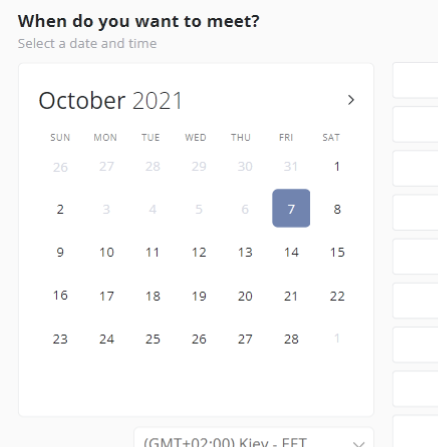 When do you want to meet?
Select a date and time
October 2021
SUN MON TUE WED THU FRI SAT
26 27 28 29 30 31 1
2 3 4 5 6 7 8
9 10 11 12 13 14 15
16 17 18 19 20 21 22
23 24 25 26 27 28 1
(GMT+02:00) Kiev - EET